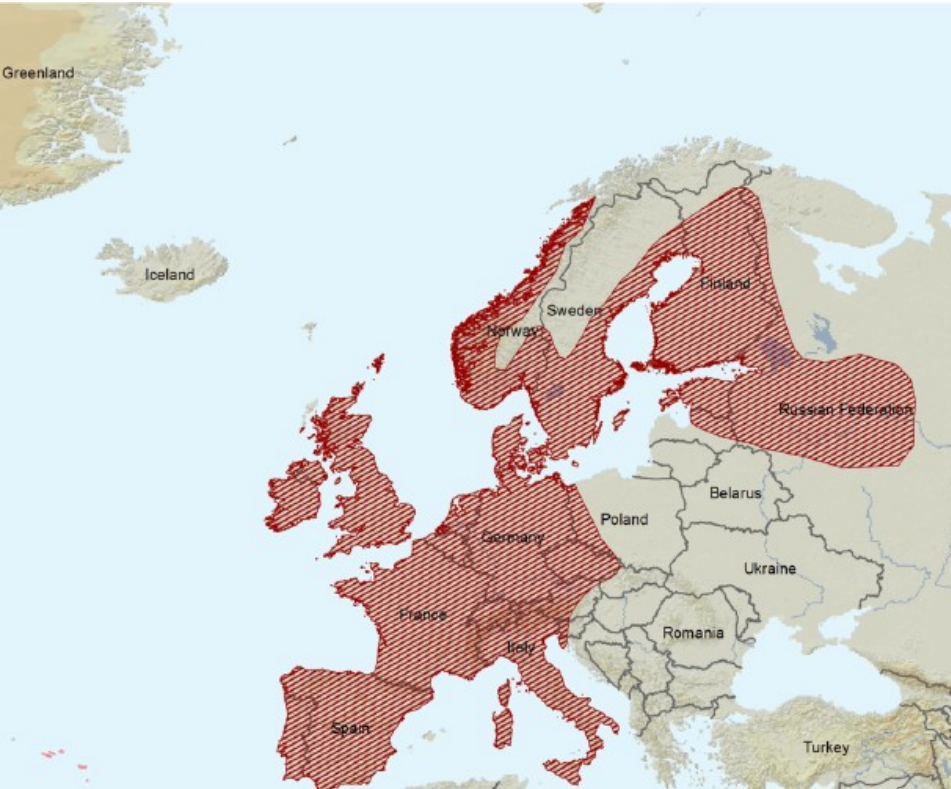 Greenland
Iceland
Finland
Sweden
Norway
Russian Federation
Belarus
Poland
Germany
Ukraine
France
Romania
Italy
Spain
Turkey